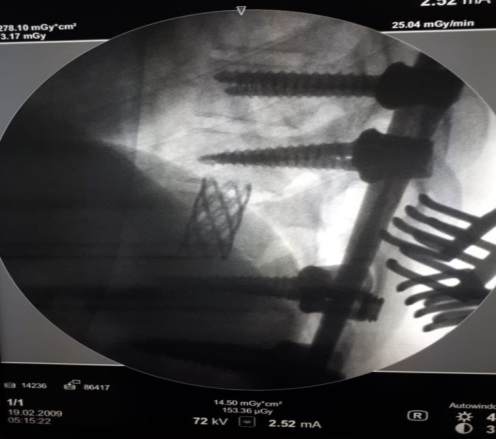 278.10 mGy*cm²
3.17 mGy
2.52 mA
25.04 mGy/min
14236
86417
1/1
19.02.2009
05:15:22
14.50 mGy*cm²
153.36 µGy
72 kV
2.52 mA
R
Autowindo
4
3